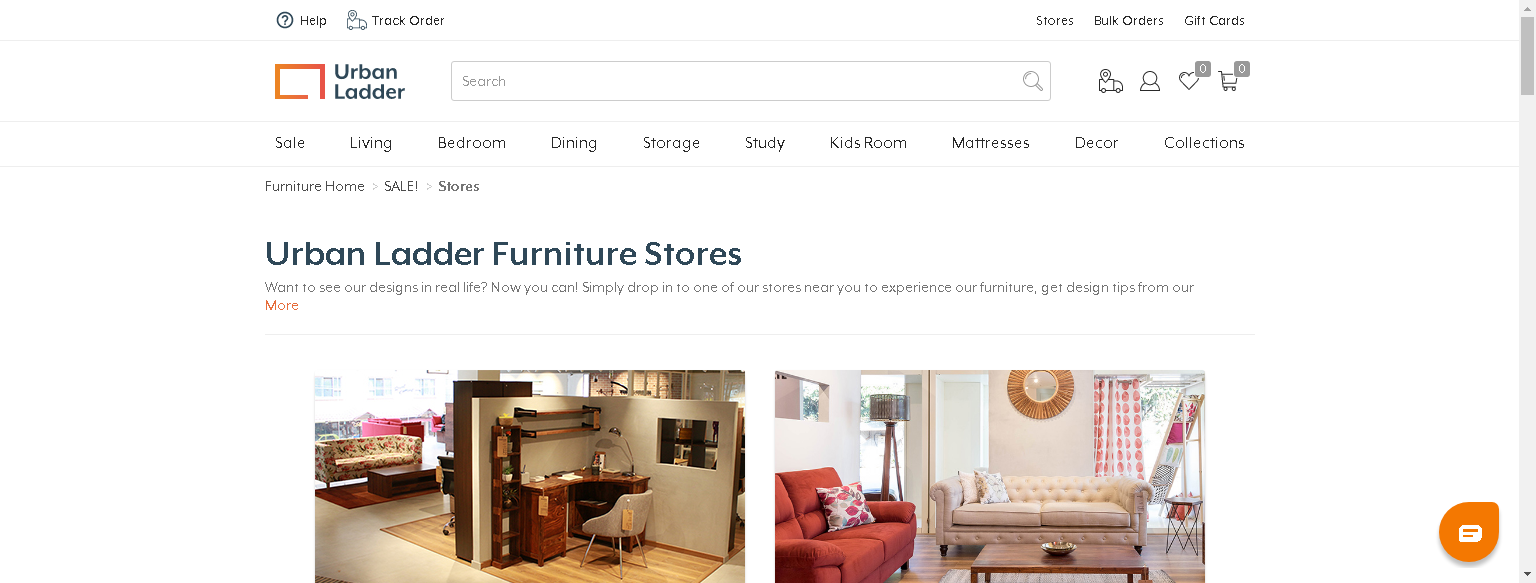 Help Track Order Stores Bulk Orders Gift Cards
Urban
Ladder
Search
0 0
Sale Living Bedroom Dining Storage Study Kids Room Mattresses Decor Collections
Furniture Home > SALE! > Stores
Urban Ladder Furniture Stores
Want to see our designs in real life? Now you can! Simply drop in to one of our stores near you to experience our furniture, get design tips from our
More